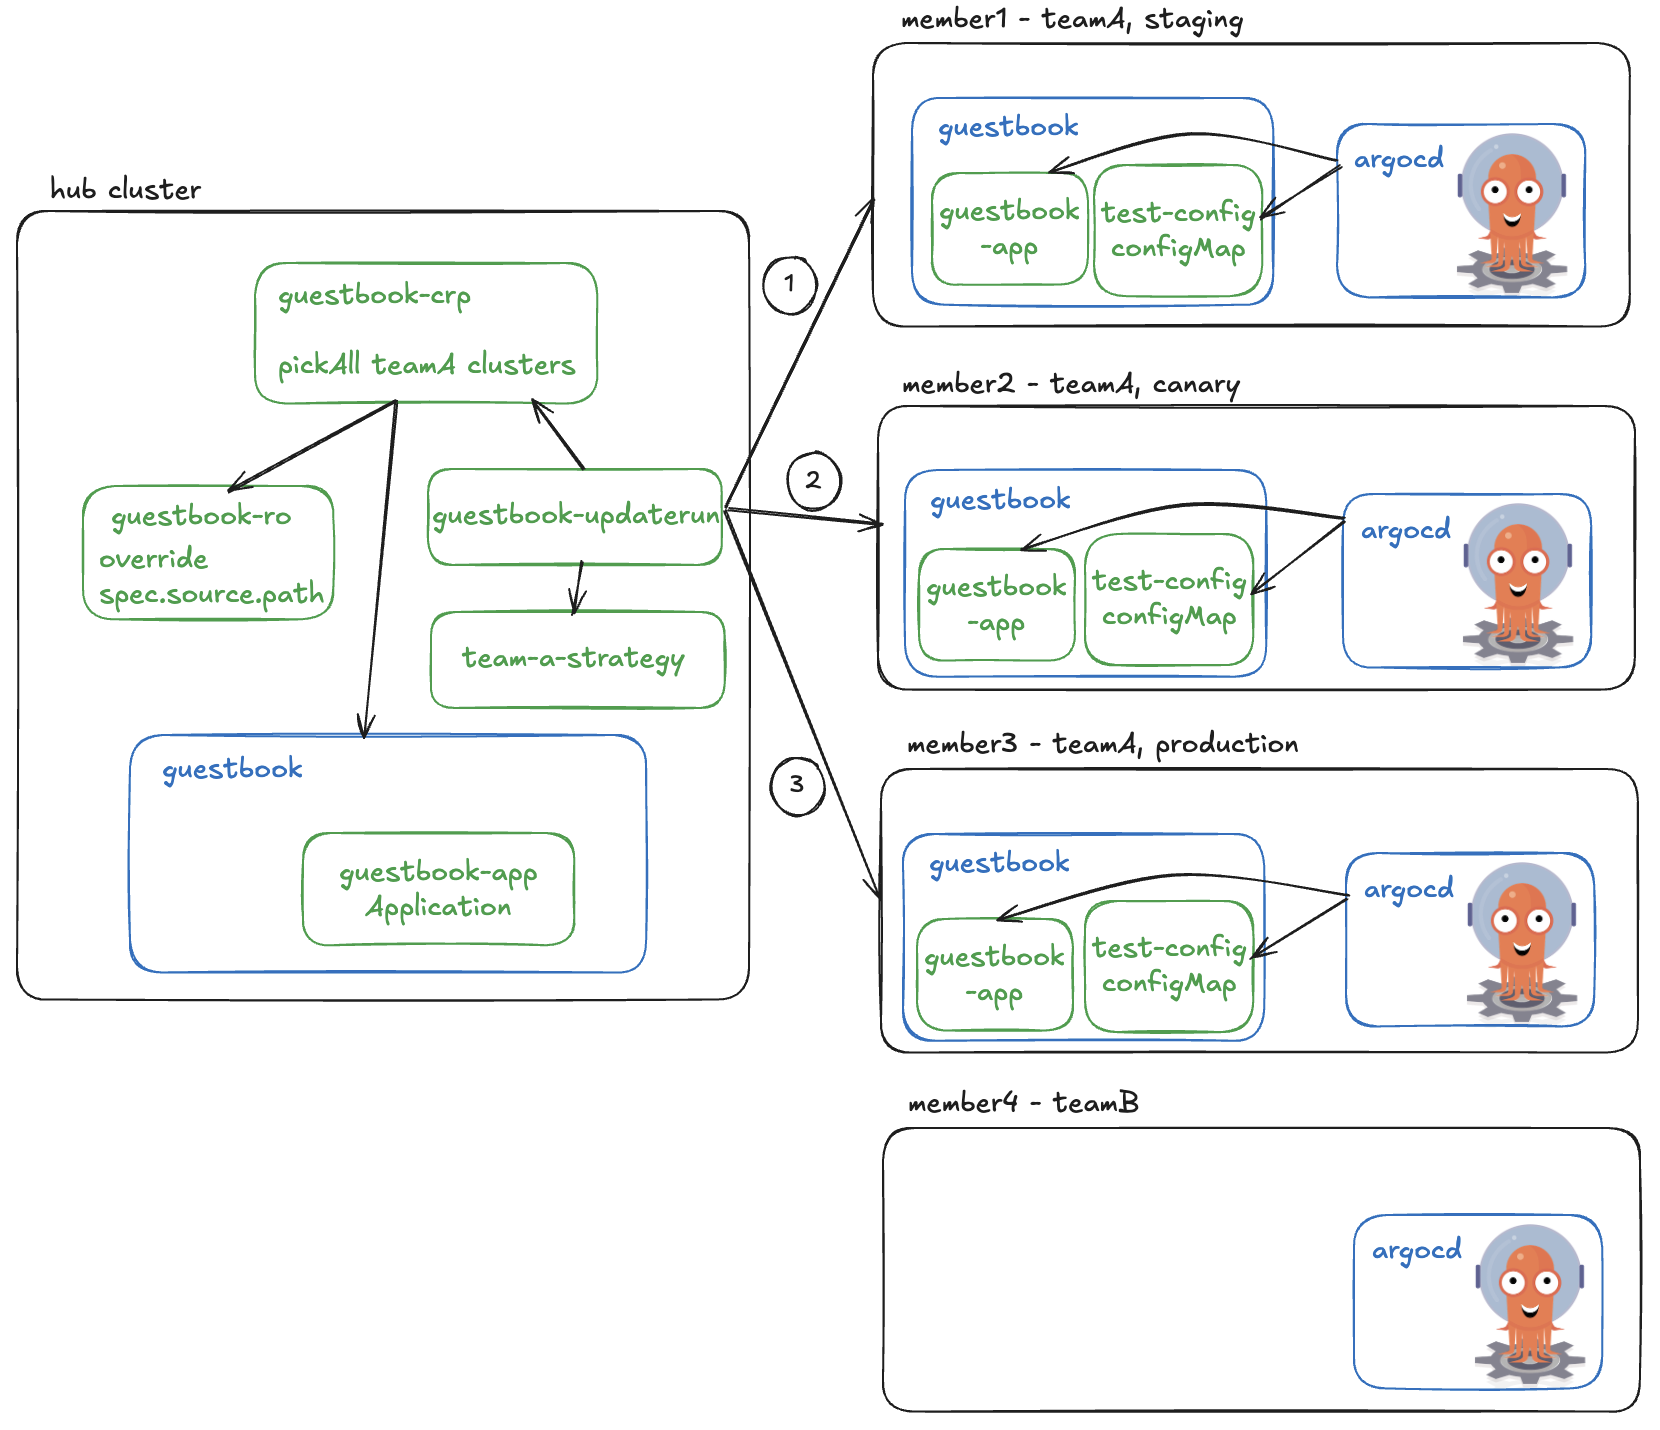 hub cluster
guestbook-crp
pickAll teamA clusters
guestbook-ro
override
spec.source.path
guestbook-updaterun
team-a-strategy
guestbook
guestbook-app
Application
1
2
3
member1 - teamA, staging
guestbook
guestbook
-app
test-config
configMap
argocd
member2 - teamA, canary
guestbook
guestbook
-app
test-config
configMap
argocd
member3 - teamA, production
guestbook
guestbook
-app
test-config
configMap
argocd
member4 - teamB
argocd